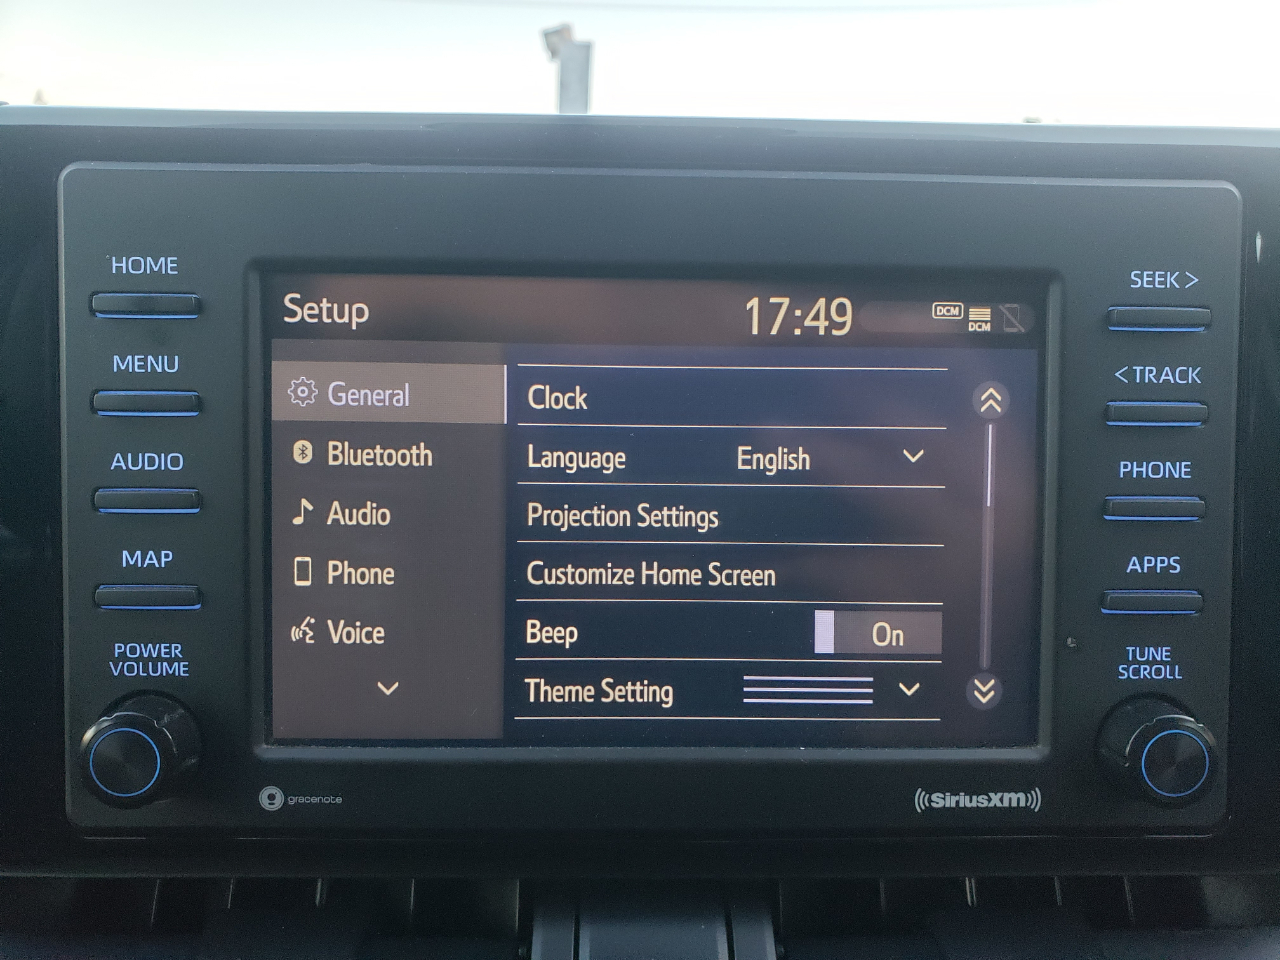 HOME
MENU
AUDIO
MAP
POWER
VOLUME
Setup
17:49
DCM
DCM
General
Bluetooth
Audio
Phone
Voice
Clock
Language English
Projection Settings
Customize Home Screen
Beep On
Theme Setting
SEEK >
< TRACK
PHONE
APPS
TUNE
SCROLL
gracenote
SiriusXM